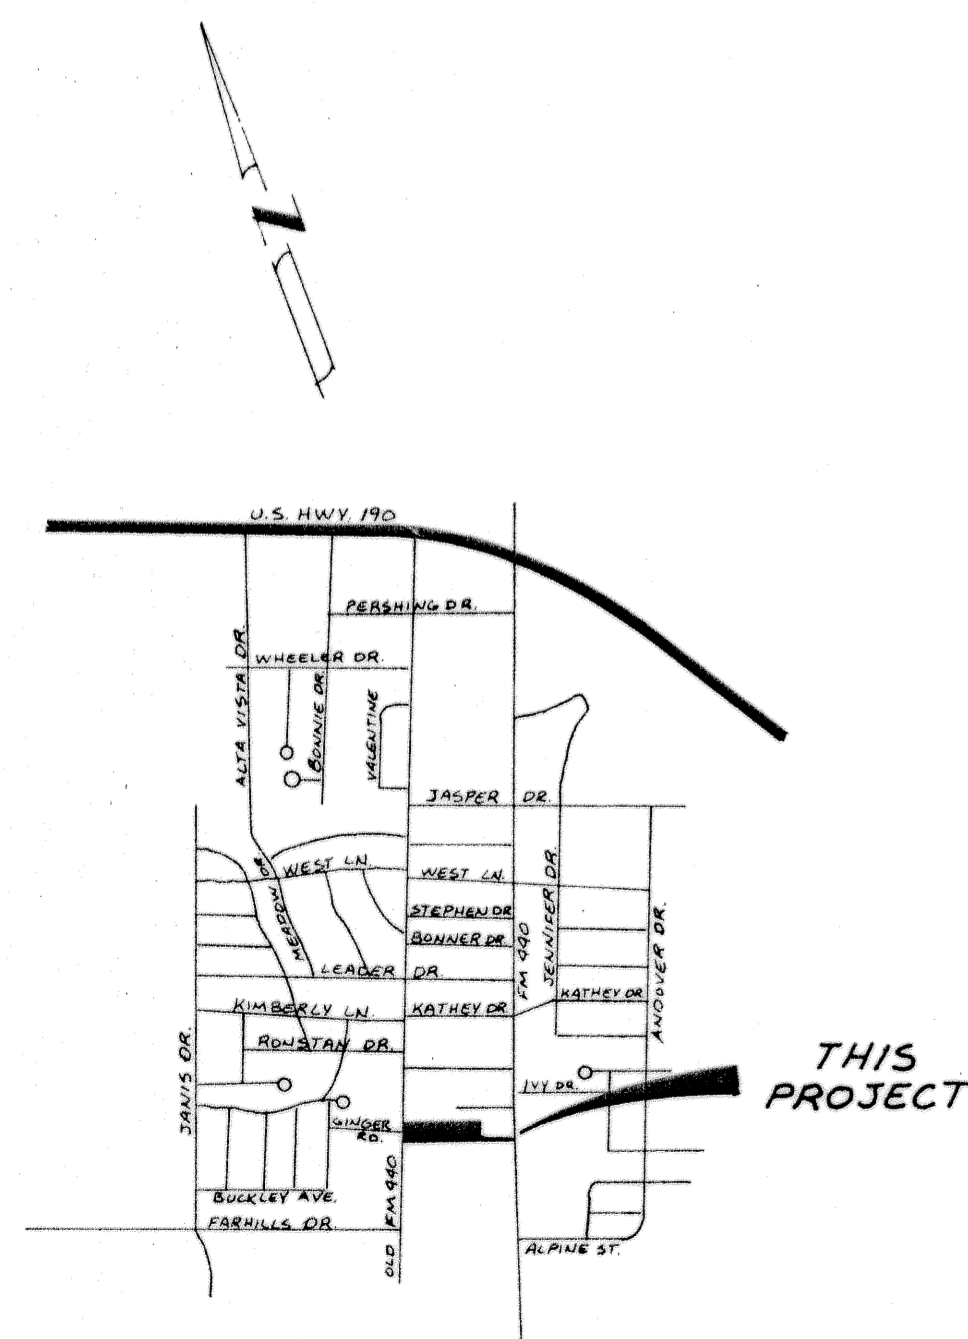 N
U.S. HWY. 190
PERSHING DR.
ALTA VISTA DR.
WHEELER DR.
BONNIE DR.
VALENTINE
JASPER DR.
MEADOW DR.
WEST LN.
WEST LN.
STEPHEN DR
BONNER DR.
FM 440
JENNIFER DR.
ANDOVER DR.
LEADER DR.
KIMBERLY LN.
KATHEY DR.
KATHEY DR.
RONSTAN DR.
JANIS DR.
IVY DR.
THIS
PROJECT
GINGER
RD.
BUCKLEY AVE.
FARHILLS DR.
OLD FM 440
ALPINE ST.